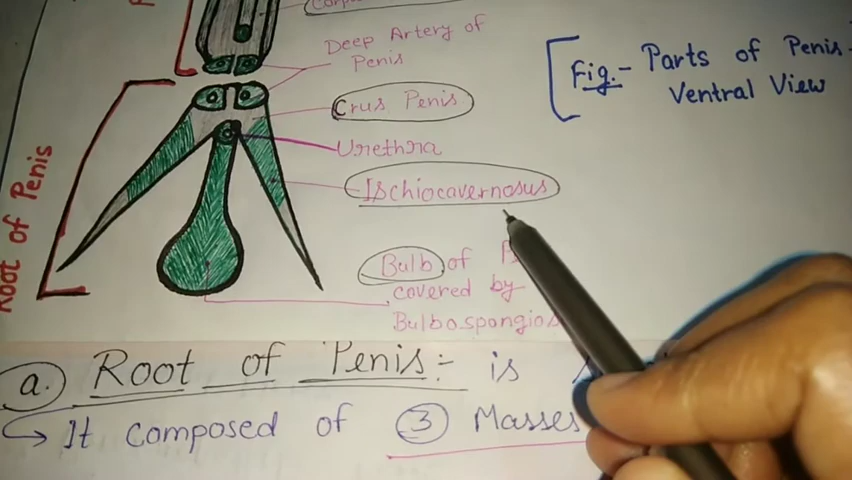 Deep Artery of
Penis
Fig:- Parts of Penis
Ventral View
Crus Penis
Urethra
Ischiocavernosus
Root of Penis
Bulb of
covered by
Bulbospongios
a. Root of Penis:- is
It composed of 3 Masses